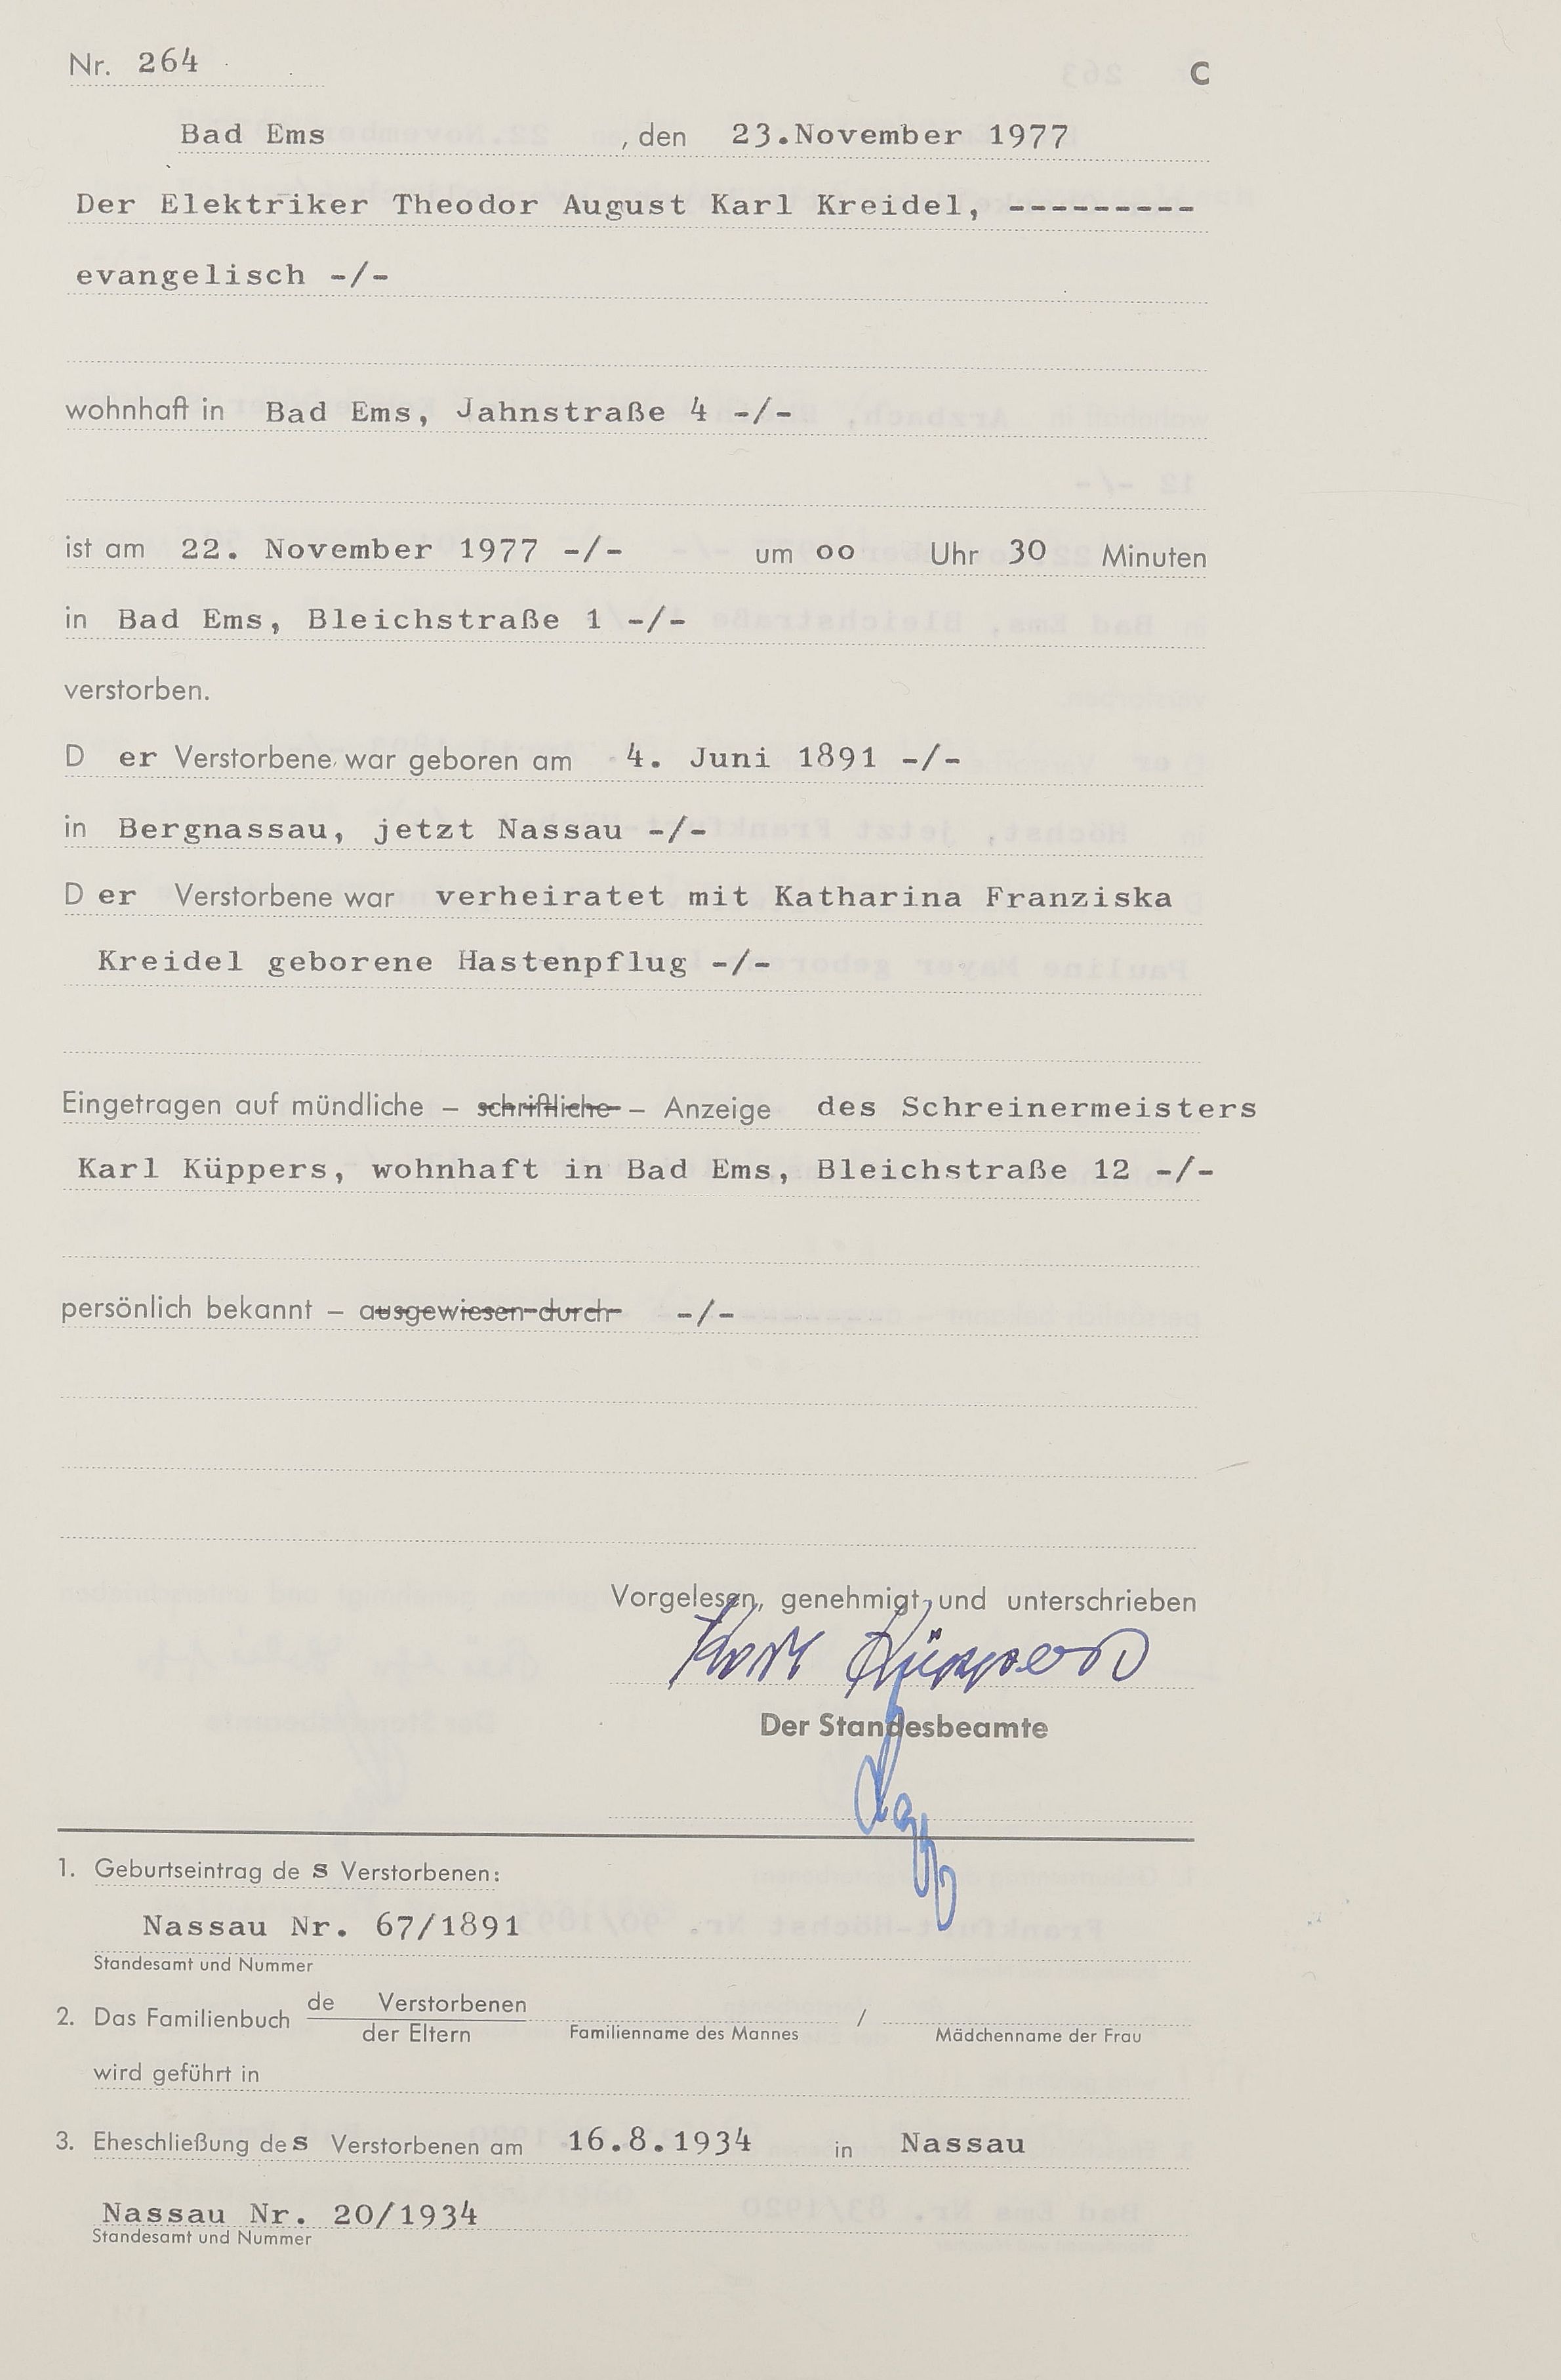 Nr. 264
C
Bad Ems , den 23.November 1977
Der Elektriker Theodor August Karl Kreidel, ---------
evangelisch -/-
wohnhaft in Bad Ems, Jahnstraße 4 -/-
ist am 22. November 1977 -/- um oo Uhr 30 Minuten
in Bad Ems, Bleichstraße 1 -/-
verstorben.
D er Verstorbene war geboren am 4. Juni 1891 -/-
in Bergnassau, jetzt Nassau -/-
D er Verstorbene war verheiratet mit Katharina Franziska
Kreidel geborene Hastenpflug -/-
Eingetragen auf mündliche – schriftliche – Anzeige des Schreinermeisters
Karl Küppers, wohnhaft in Bad Ems, Bleichstraße 12 -/-
persönlich bekannt – ausgewiesen durch -/-
Vorgelesen, genehmigt und unterschrieben
Karl Küppers
Der Standesbeamte
1. Geburtseintrag de s Verstorbenen:
Nassau Nr. 67/1891
Standesamt und Nummer
2. Das Familienbuch de Verstorbenen
der Eltern
Familienname des Mannes / Mädchenname der Frau
wird geführt in
3. Eheschließung des Verstorbenen am 16.8.1934 in Nassau
Nassau Nr. 20/1934
Standesamt und Nummer